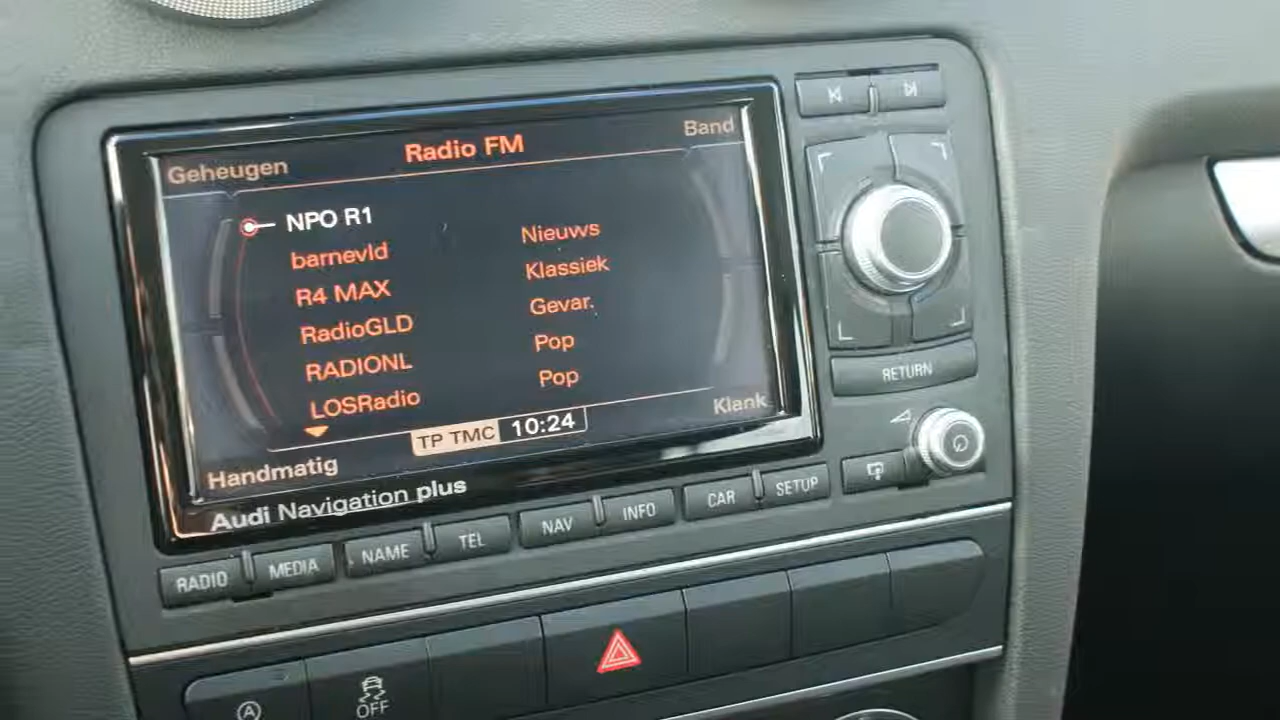 Geheugen
Radio FM
Band
NPO R1
barnevld Nieuws
R4 MAX Klassiek
RadioGLD Gevar.
RADIONL Pop
LOSRadio Pop
Handmatig
TP TMC 10:24
Klank
Audi Navigation plus
RETURN
RADIO
MEDIA
NAME
TEL
NAV
INFO
CAR
SETUP
A
OFF